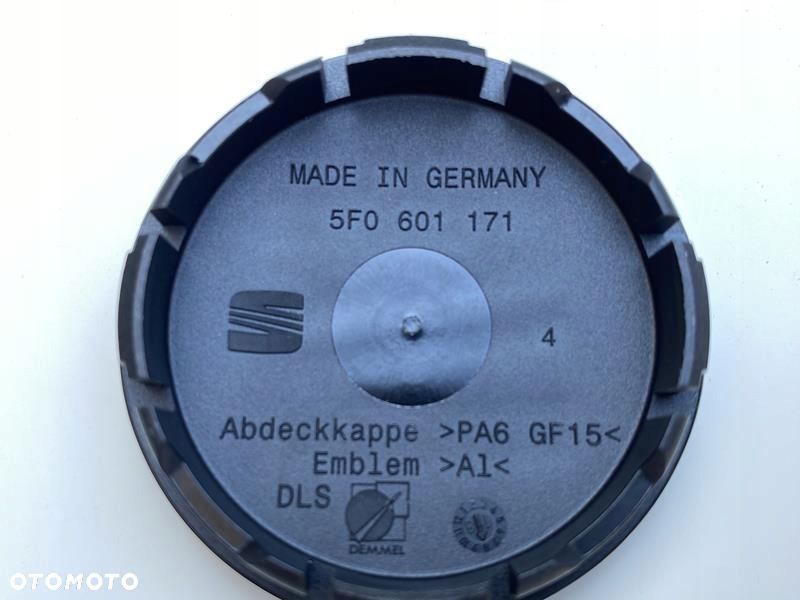 MADE IN GERMANY
5F0 601 171
4
Abdeckkappe >PA6 GF15<
Emblem >Al<
DLS
DEMMEL
OTOMOTO